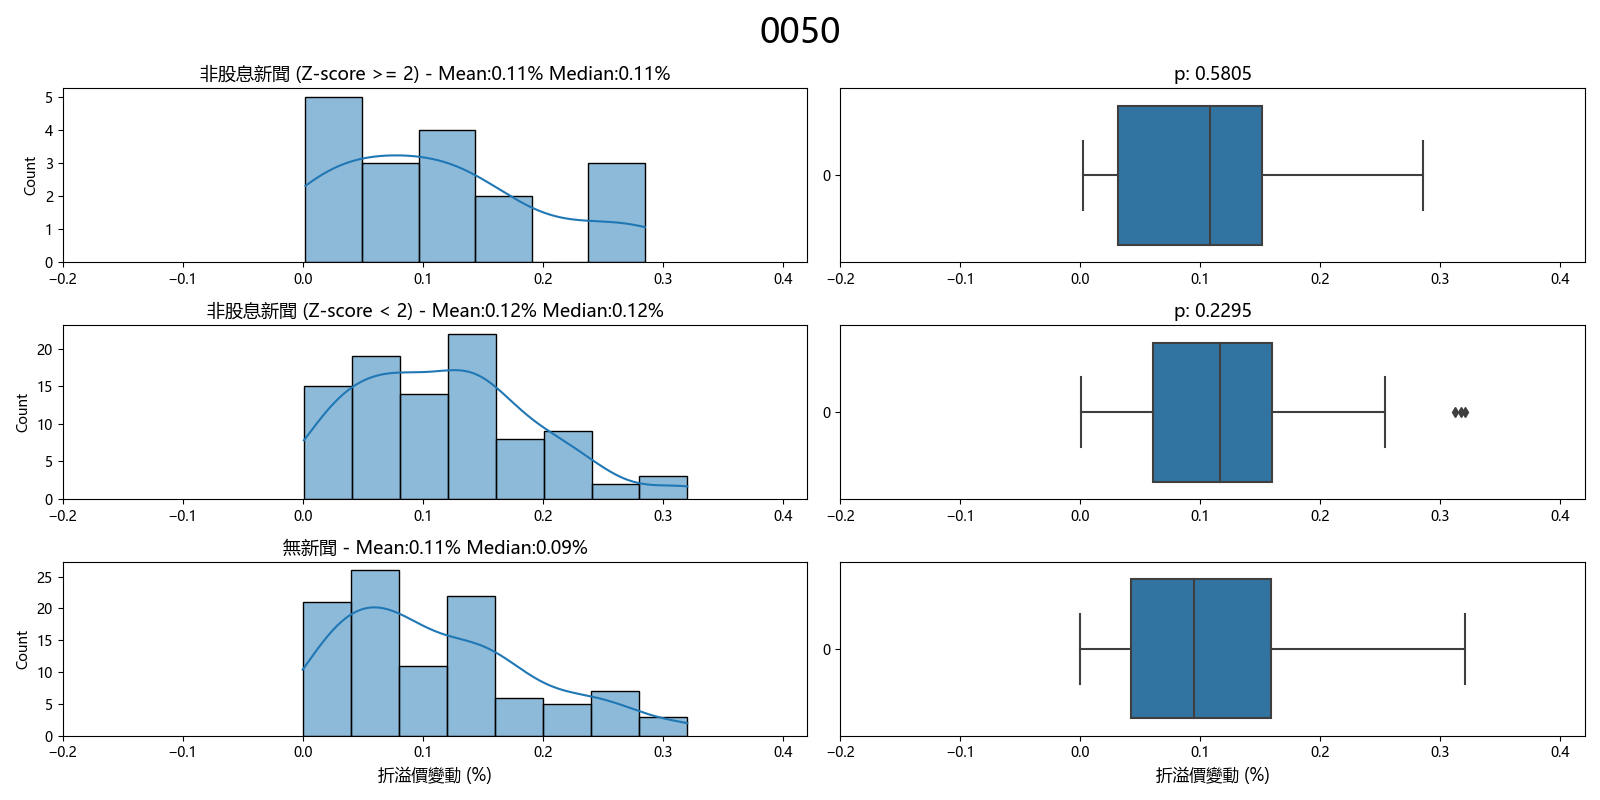 0050
非股息新聞 (Z-score >= 2) - Mean:0.11% Median:0.11%
p: 0.5805
Count
5
4
3
2
1
0
−0.2 −0.1 0.0 0.1 0.2 0.3 0.4
0
−0.2 −0.1 0.0 0.1 0.2 0.3 0.4
非股息新聞 (Z-score < 2) - Mean:0.12% Median:0.12%
p: 0.2295
Count
20
15
10
5
0
−0.2 −0.1 0.0 0.1 0.2 0.3 0.4
0
−0.2 −0.1 0.0 0.1 0.2 0.3 0.4
無新聞 - Mean:0.11% Median:0.09%
Count
25
20
15
10
5
0
−0.2 −0.1 0.0 0.1 0.2 0.3 0.4
折溢價變動 (%)
0
−0.2 −0.1 0.0 0.1 0.2 0.3 0.4
折溢價變動 (%)